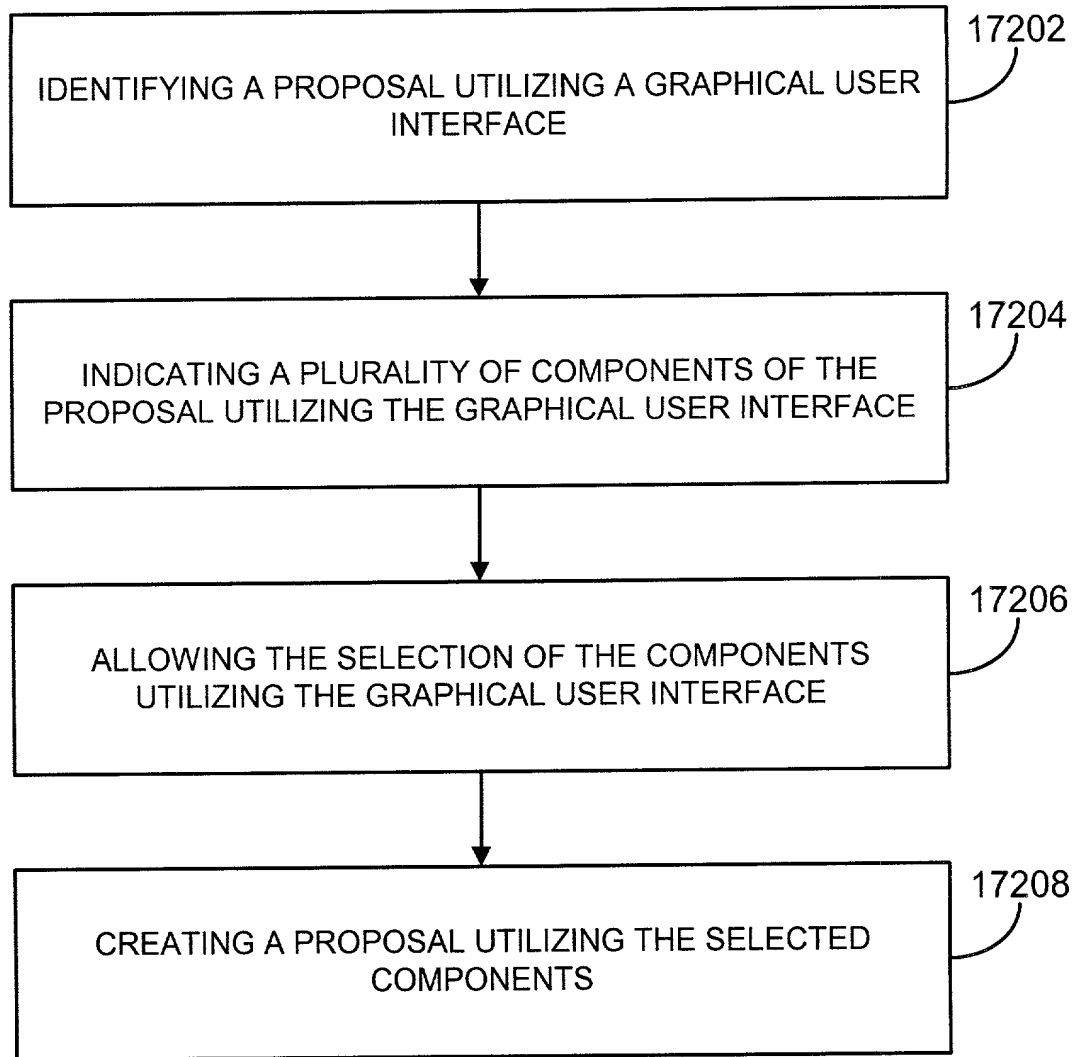 17202
IDENTIFYING A PROPOSAL UTILIZING A GRAPHICAL USER
INTERFACE
17204
INDICATING A PLURALITY OF COMPONENTS OF THE
PROPOSAL UTILIZING THE GRAPHICAL USER INTERFACE
17206
ALLOWING THE SELECTION OF THE COMPONENTS
UTILIZING THE GRAPHICAL USER INTERFACE
17208
CREATING A PROPOSAL UTILIZING THE SELECTED
COMPONENTS